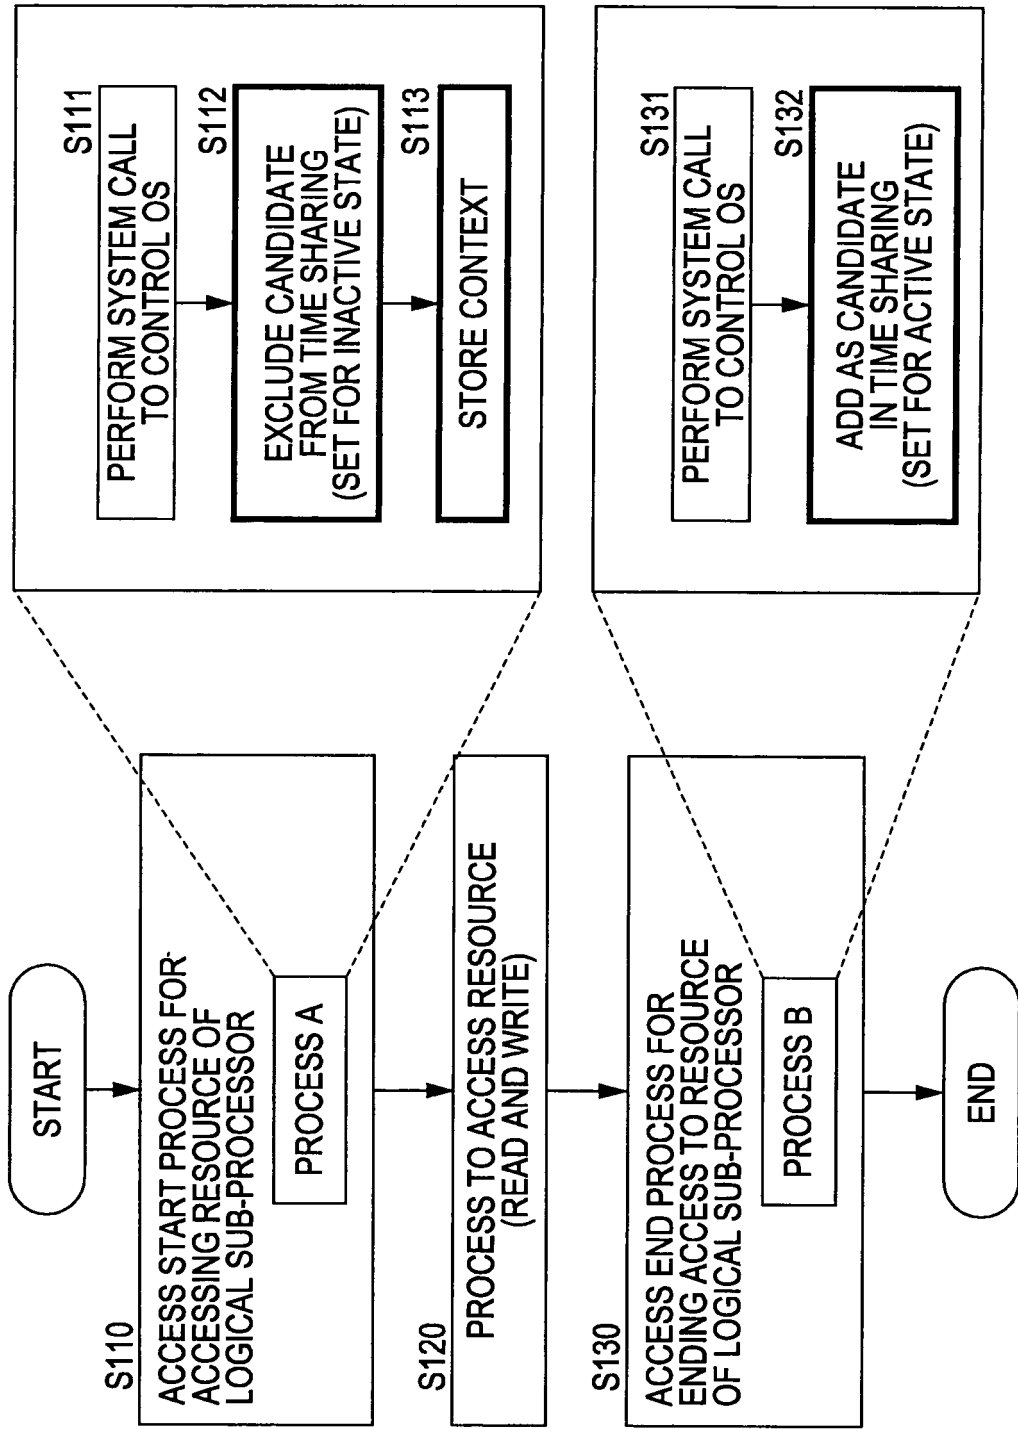 START
S110
ACCESS START PROCESS FOR
ACCESSING RESOURCE OF
LOGICAL SUB-PROCESSOR
PROCESS A
S120
PROCESS TO ACCESS RESOURCE
(READ AND WRITE)
S130
ACCESS END PROCESS FOR
ENDING ACCESS TO RESOURCE
OF LOGICAL SUB-PROCESSOR
PROCESS B
END
S111
PERFORM SYSTEM CALL
TO CONTROL OS
S112
EXCLUDE CANDIDATE
FROM TIME SHARING
(SET FOR INACTIVE STATE)
S113
STORE CONTEXT
S131
PERFORM SYSTEM CALL
TO CONTROL OS
S132
ADD AS CANDIDATE
IN TIME SHARING
(SET FOR ACTIVE STATE)